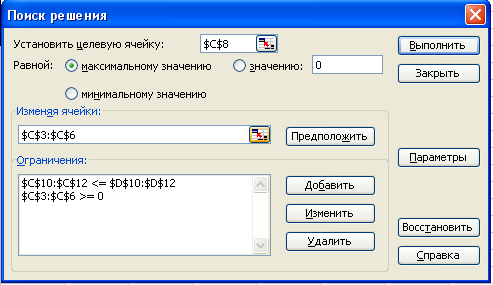 Поиск решения
Установить целевую ячейку: $C$8 Выполнить
Равной: максимальному значению значению: 0 Закрыть
минимальному значению
Изменяя ячейки:
$C$3:$C$6 Предположить
Ограничения: Параметры
$C$10:$C$12 <= $D$10:$D$12 Добавить
$C$3:$C$6 >= 0
Изменить
Восстановить
Удалить
Справка